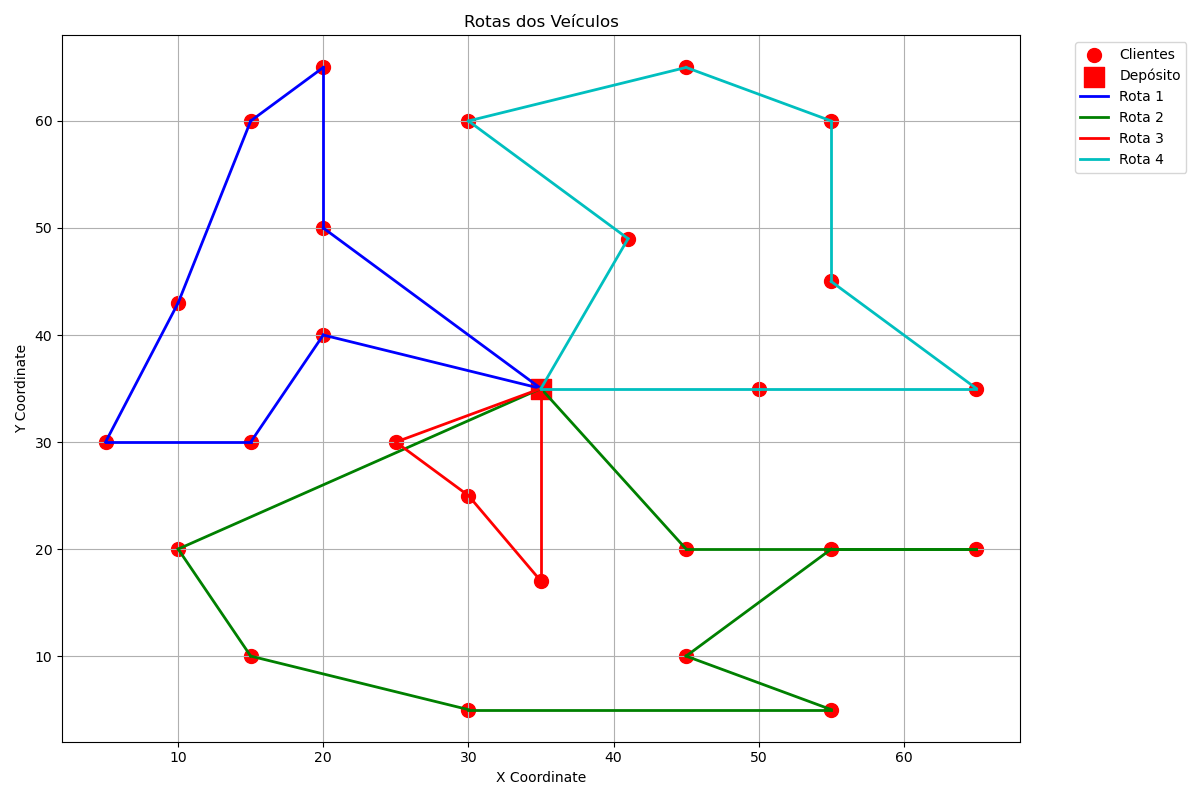 Rotas dos Veículos
Clientes
Depósito
Rota 1
Rota 2
Rota 3
Rota 4
Y Coordinate
60
50
40
30
20
10
10 20 30 40 50 60
X Coordinate